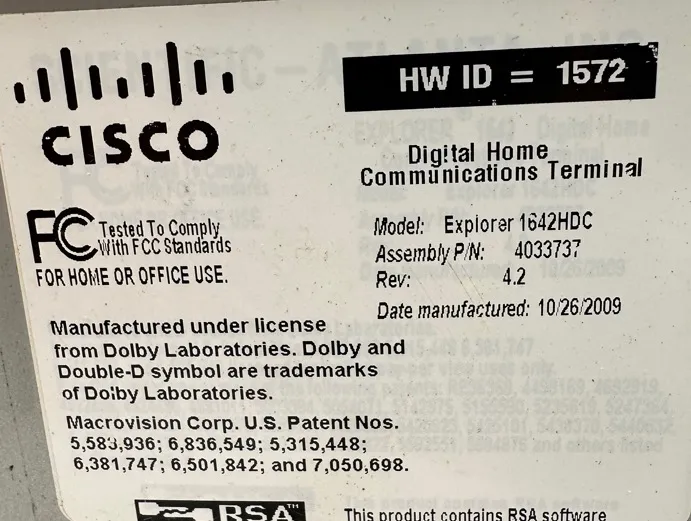 CISCO
HW ID = 1572
Digital Home
Communications Terminal
FC Tested To Comply
With FCC Standards
FOR HOME OR OFFICE USE.
Model: Explorer 1642HDC
Assembly P/N: 4033737
Rev: 4.2
Date manufactured: 10/26/2009
Manufactured under license
from Dolby Laboratories. Dolby and
Double-D symbol are trademarks
of Dolby Laboratories.
Macrovision Corp. U.S. Patent Nos.
5,583,936; 6,836,549; 5,315,448;
6,381,747; 6,501,842; and 7,050,698.
RSA™
This product contains RSA software